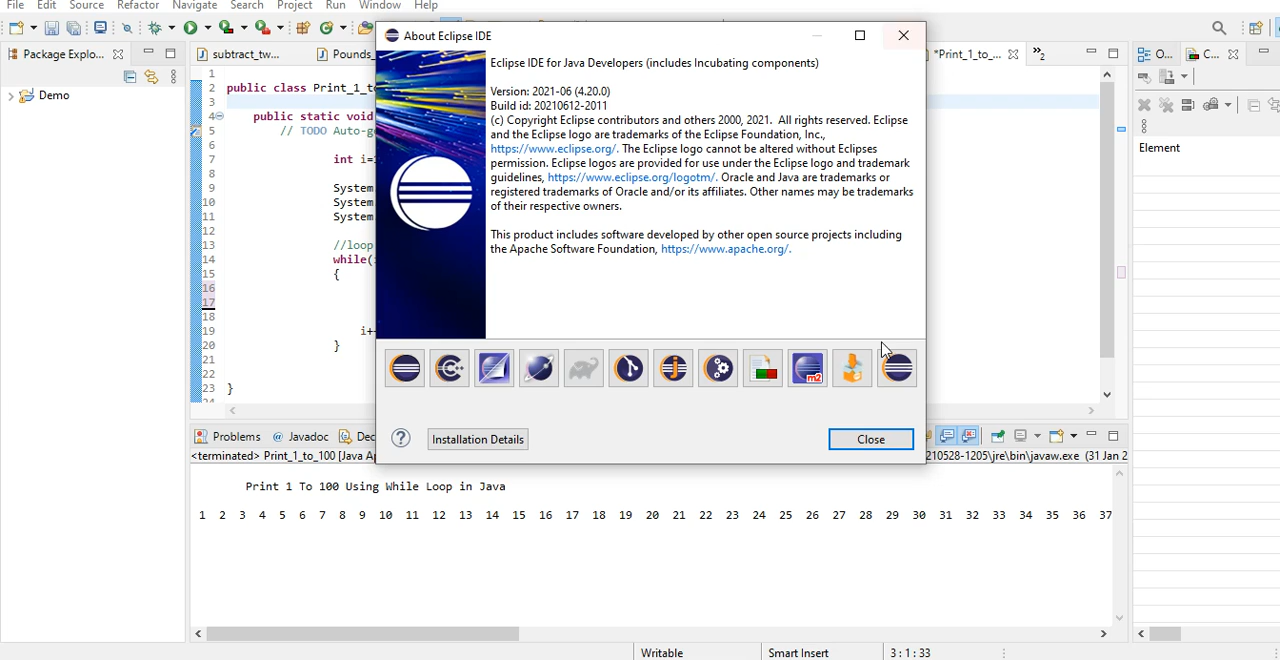 File Edit Source Refactor Navigate Search Project Run Window Help
Package Explo...
Demo
subtract_tw...
Pounds_
*Print_1_to_...
»2
O...
C...
Element
1
2 public class Print_1_to
3
4 public static void
5 // TODO Auto-g
6
7 int i=
8
9 System
10 System
11 System
12
13 //loop
14 while(
15 {
16
17
18
19 i++
20 }
21
22
23 }
24
About Eclipse IDE
Eclipse IDE for Java Developers (includes Incubating components)
Version: 2021-06 (4.20.0)
Build id: 20210612-2011
(c) Copyright Eclipse contributors and others 2000, 2021. All rights reserved. Eclipse
and the Eclipse logo are trademarks of the Eclipse Foundation, Inc.,
https://www.eclipse.org/. The Eclipse logo cannot be altered without Eclipses
permission. Eclipse logos are provided for use under the Eclipse logo and trademark
guidelines, https://www.eclipse.org/logotm/. Oracle and Java are trademarks or
registered trademarks of Oracle and/or its affiliates. Other names may be trademarks
of their respective owners.
This product includes software developed by other open source projects including
the Apache Software Foundation, https://www.apache.org/.
m2
Installation Details
Close
Problems @ Javadoc Dec
<terminated> Print_1_to_100 [Java Ap
210528-1205\jre\bin\javaw.exe (31 Jan 2
Print 1 To 100 Using While Loop in Java
1 2 3 4 5 6 7 8 9 10 11 12 13 14 15 16 17 18 19 20 21 22 23 24 25 26 27 28 29 30 31 32 33 34 35 36 37
Writable
Smart Insert
3 : 1 : 33